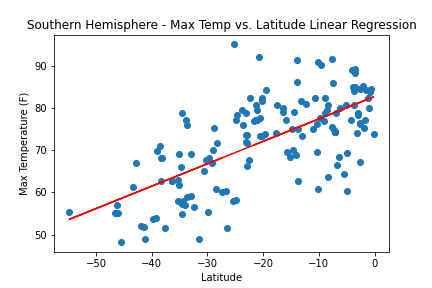 Southern Hemisphere - Max Temp vs. Latitude Linear Regression
Max Temperature (F)
90
80
70
60
50
−50 −40 −30 −20 −10 0
Latitude